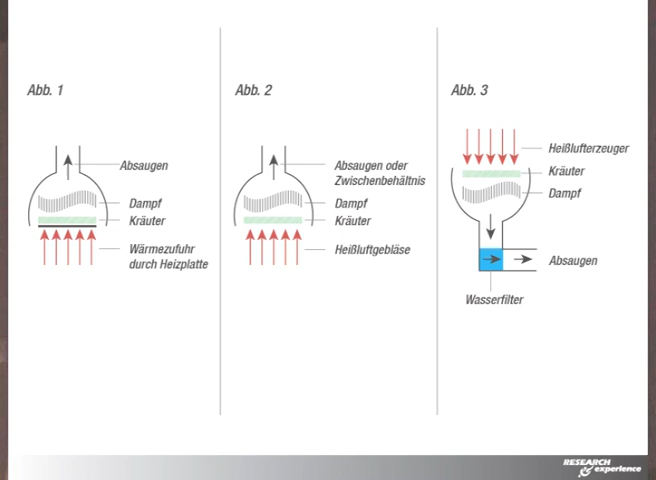 Abb. 1
Absaugen
Dampf
Kräuter
Wärmezufuhr
durch Heizplatte
Abb. 2
Absaugen oder
Zwischenbehältnis
Dampf
Kräuter
Heißluftgebläse
Abb. 3
Heißlufterzeuger
Kräuter
Dampf
Absaugen
Wasserfilter
RESEARCH
& experience